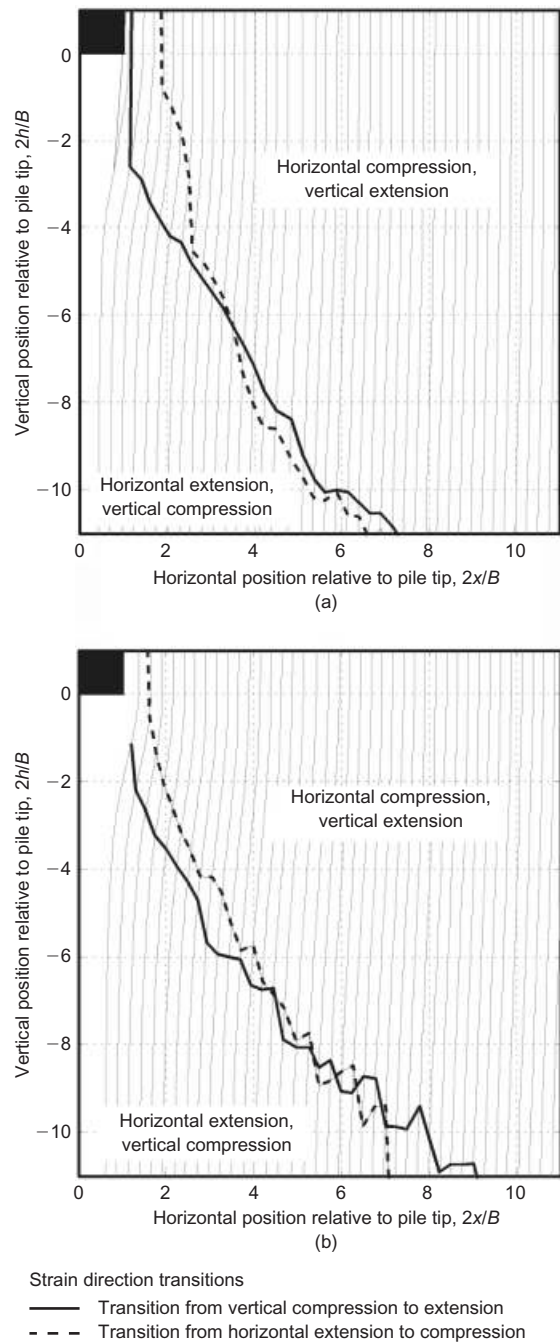 0
−2
−4
−6
−8
−10
Vertical position relative to pile tip, 2h/B
Horizontal compression,
vertical extension
Horizontal extension,
vertical compression
0 2 4 6 8 10
Horizontal position relative to pile tip, 2x/B
(a)
0
−2
−4
−6
−8
−10
Vertical position relative to pile tip, 2h/B
Horizontal compression,
vertical extension
Horizontal extension,
vertical compression
0 2 4 6 8 10
Horizontal position relative to pile tip, 2x/B
(b)
Strain direction transitions
Transition from vertical compression to extension
Transition from horizontal extension to compression